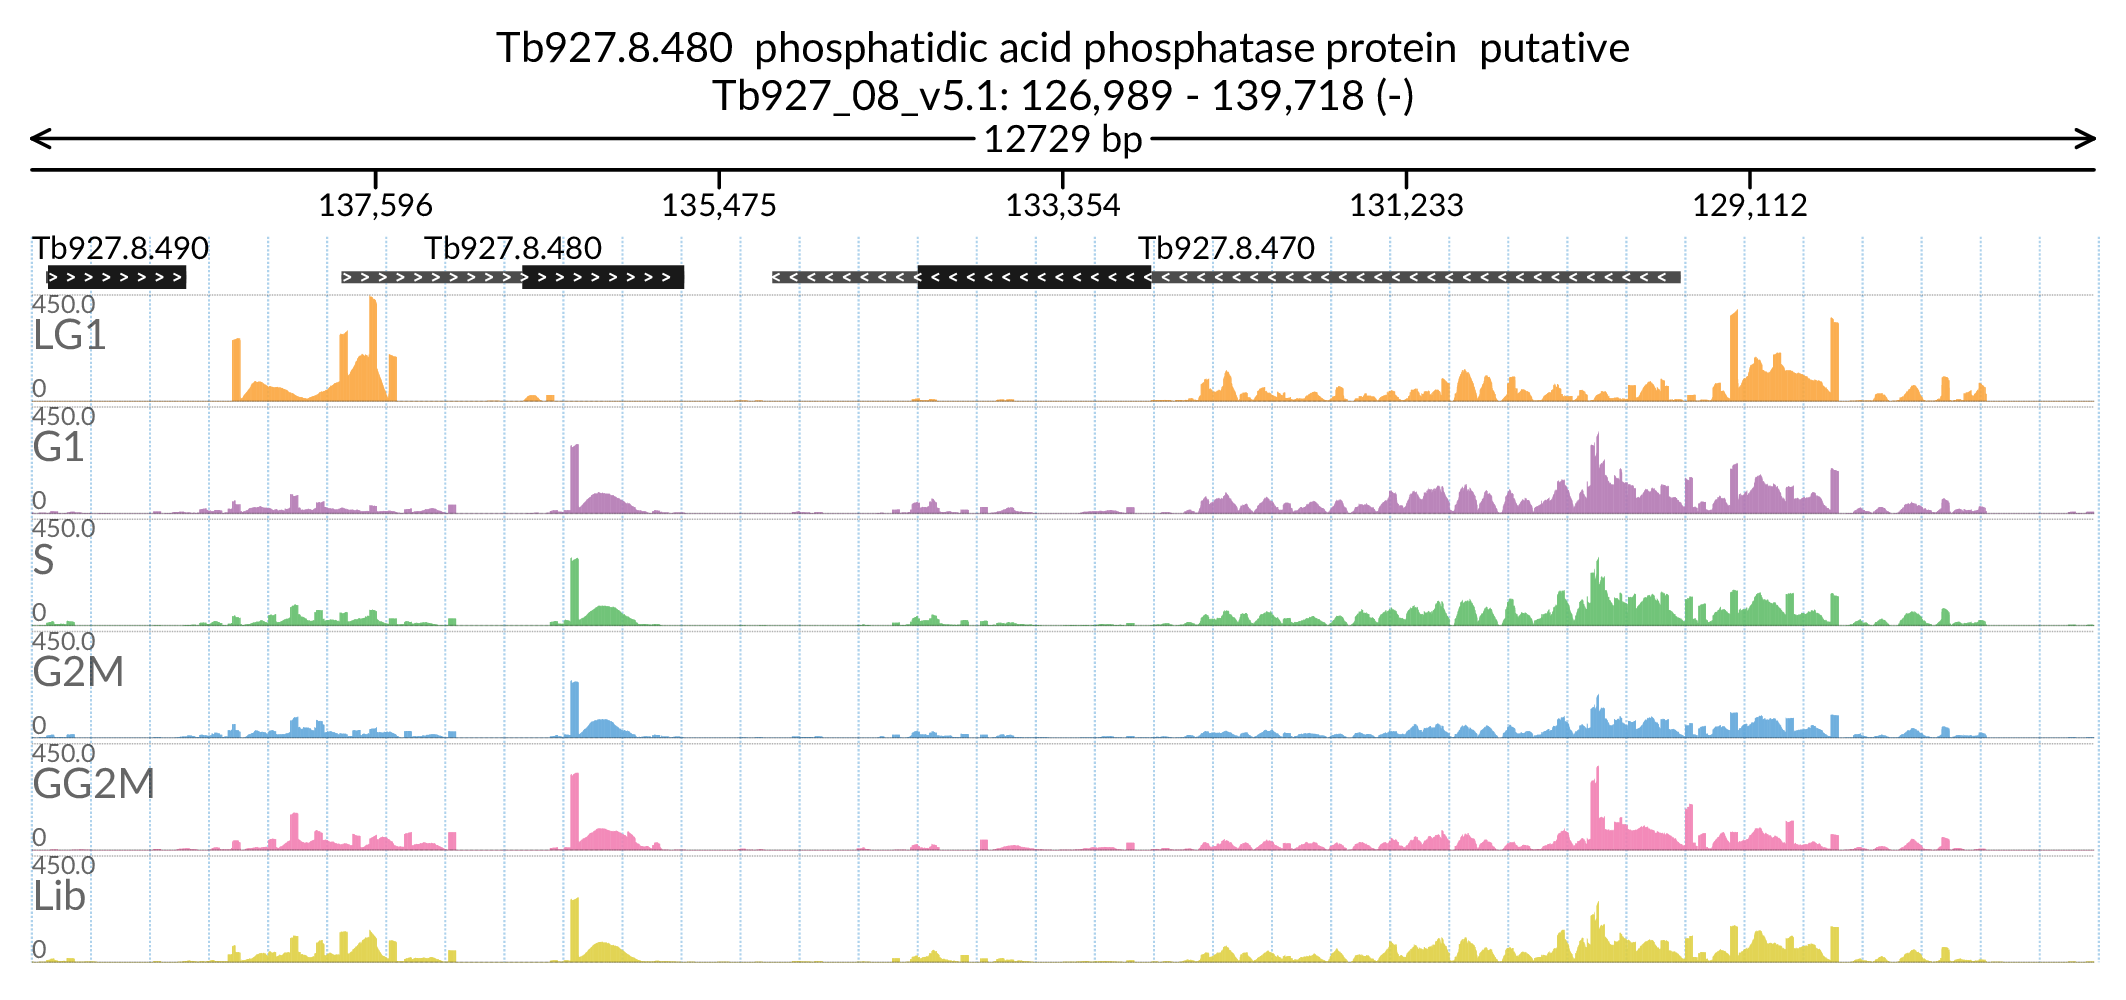 Tb927.8.480  phosphatidic acid phosphatase protein  putative
Tb927_08_v5.1: 126,989 - 139,718 (-)
12729 bp
137,596 135,475 133,354 131,233 129,112
Tb927.8.490 Tb927.8.480 Tb927.8.470
450.0
LG1
0
450.0
G1
0
450.0
S
0
450.0
G2M
0
450.0
GG2M
0
450.0
Lib
0